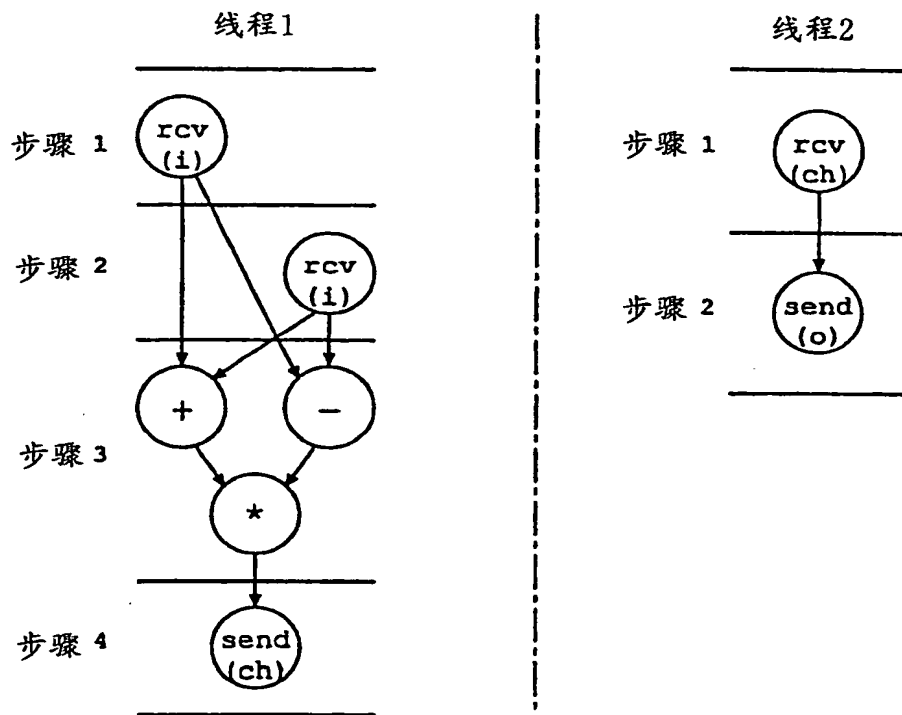 线程1
步骤 1
rcv
(i)
步骤 2
rcv
(i)
+
-
步骤 3
*
步骤 4
send
(ch)
线程2
步骤 1
rcv
(ch)
步骤 2
send
(o)